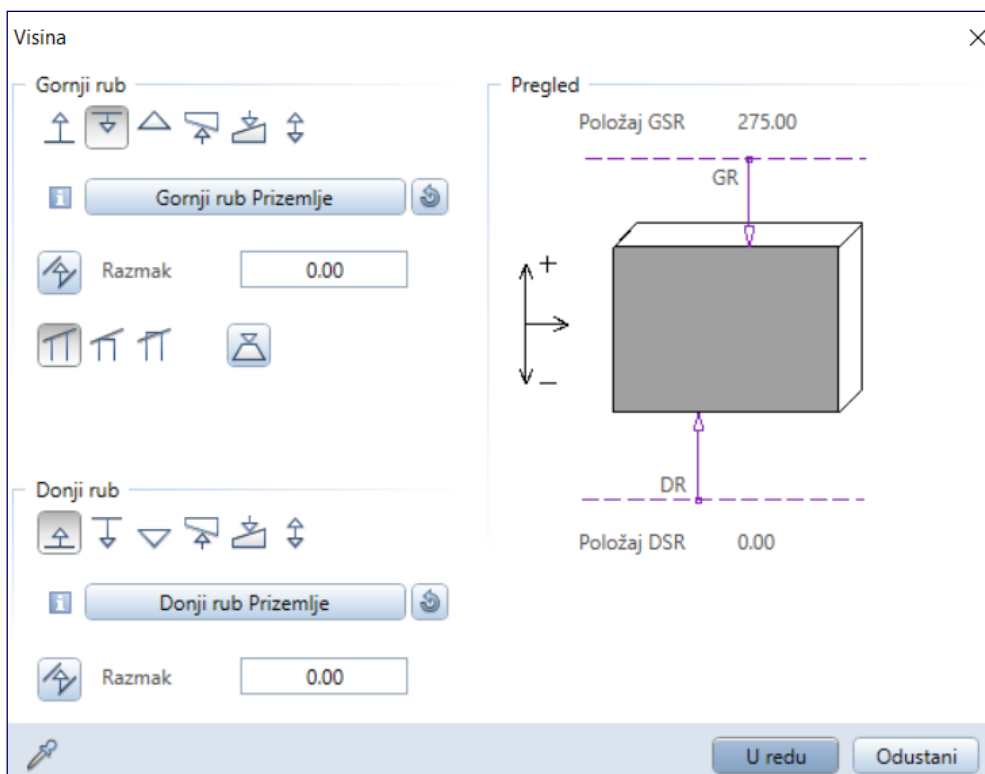 Visina
Gornji rub
Gornji rub Prizemlje
Razmak 0.00
Donji rub
Donji rub Prizemlje
Razmak 0.00
Pregled
Položaj GSR 275.00
GR
+
−
DR
Položaj DSR 0.00
U redu Odustani